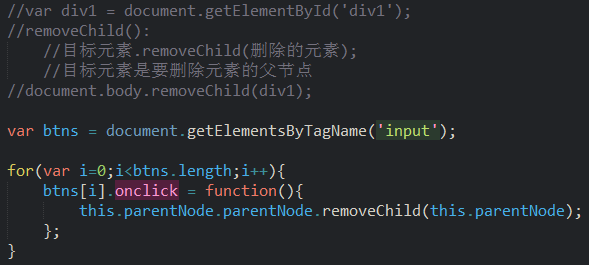 //var div1 = document.getElementById('div1');
//removeChild():
//目标元素.removeChild(删除的元素);
//目标元素是要删除元素的父节点
//document.body.removeChild(div1);
var btns = document.getElementsByTagName('input');
for(var i=0;i<btns.length;i++){
btns[i].onclick = function(){
this.parentNode.parentNode.removeChild(this.parentNode);
};
}